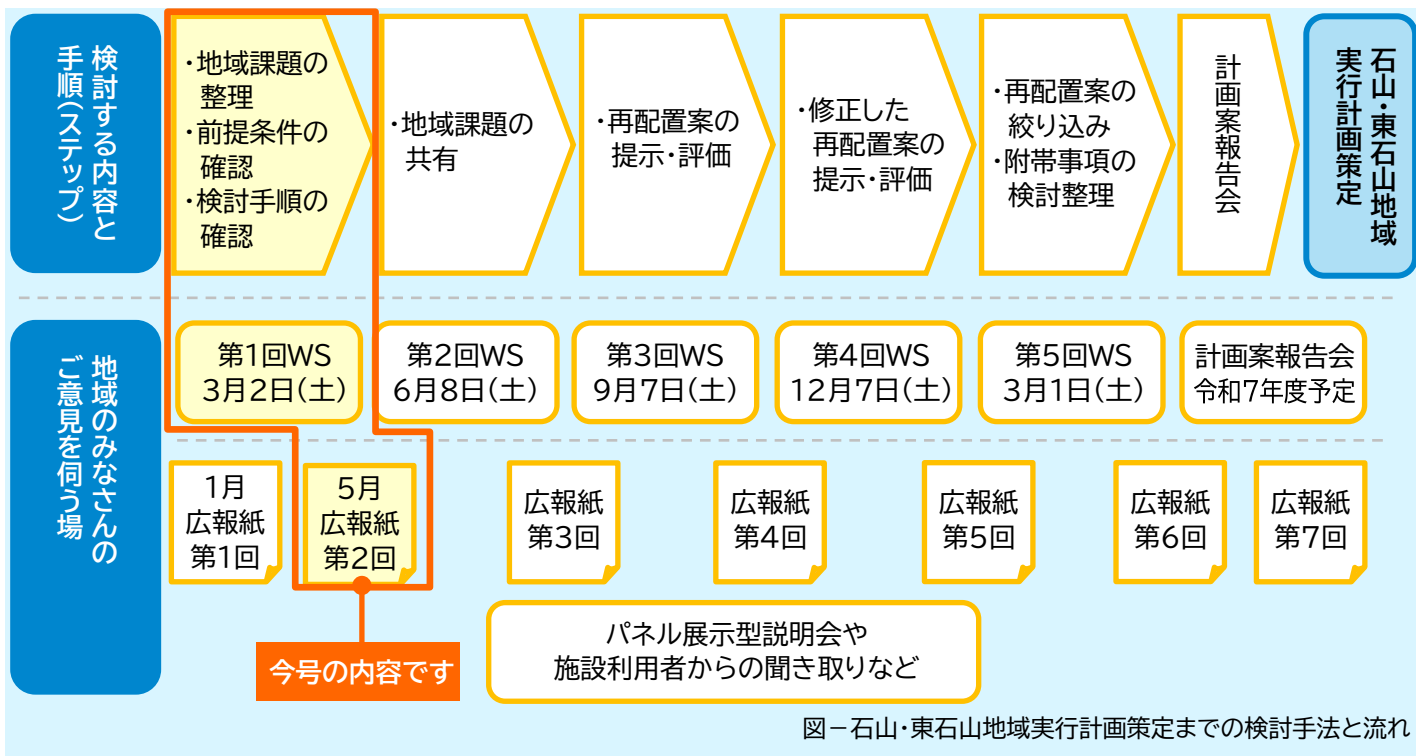 検討する内容と
手順(ステップ)
・地域課題の
整理
・前提条件の
確認
・検討手順の
確認
・地域課題の
共有
・再配置案の
提示・評価
・修正した
再配置案の
提示・評価
・再配置案の
絞り込み
・附帯事項の
検討整理
計画案報告会
石山・東石山地域
実行計画策定
地域のみなさんの
ご意見を伺う場
第1回WS
3月2日(土)
第2回WS
6月8日(土)
第3回WS
9月7日(土)
第4回WS
12月7日(土)
第5回WS
3月1日(土)
計画案報告会
令和7年度予定
1月
広報紙
第1回
5月
広報紙
第2回
広報紙
第3回
広報紙
第4回
広報紙
第5回
広報紙
第6回
広報紙
第7回
今号の内容です
パネル展示型説明会や
施設利用者からの聞き取りなど
図－石山・東石山地域実行計画策定までの検討手法と流れ